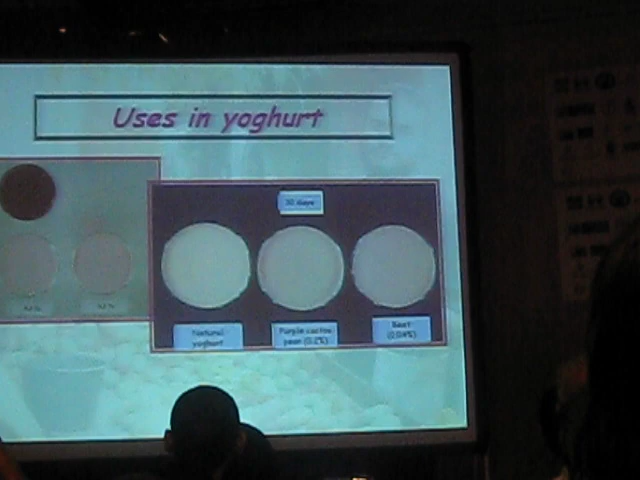 Uses in yoghurt
30 days
Natural
yoghurt
Purple cactus
pear (0.2%)
Beet
(0.04%)